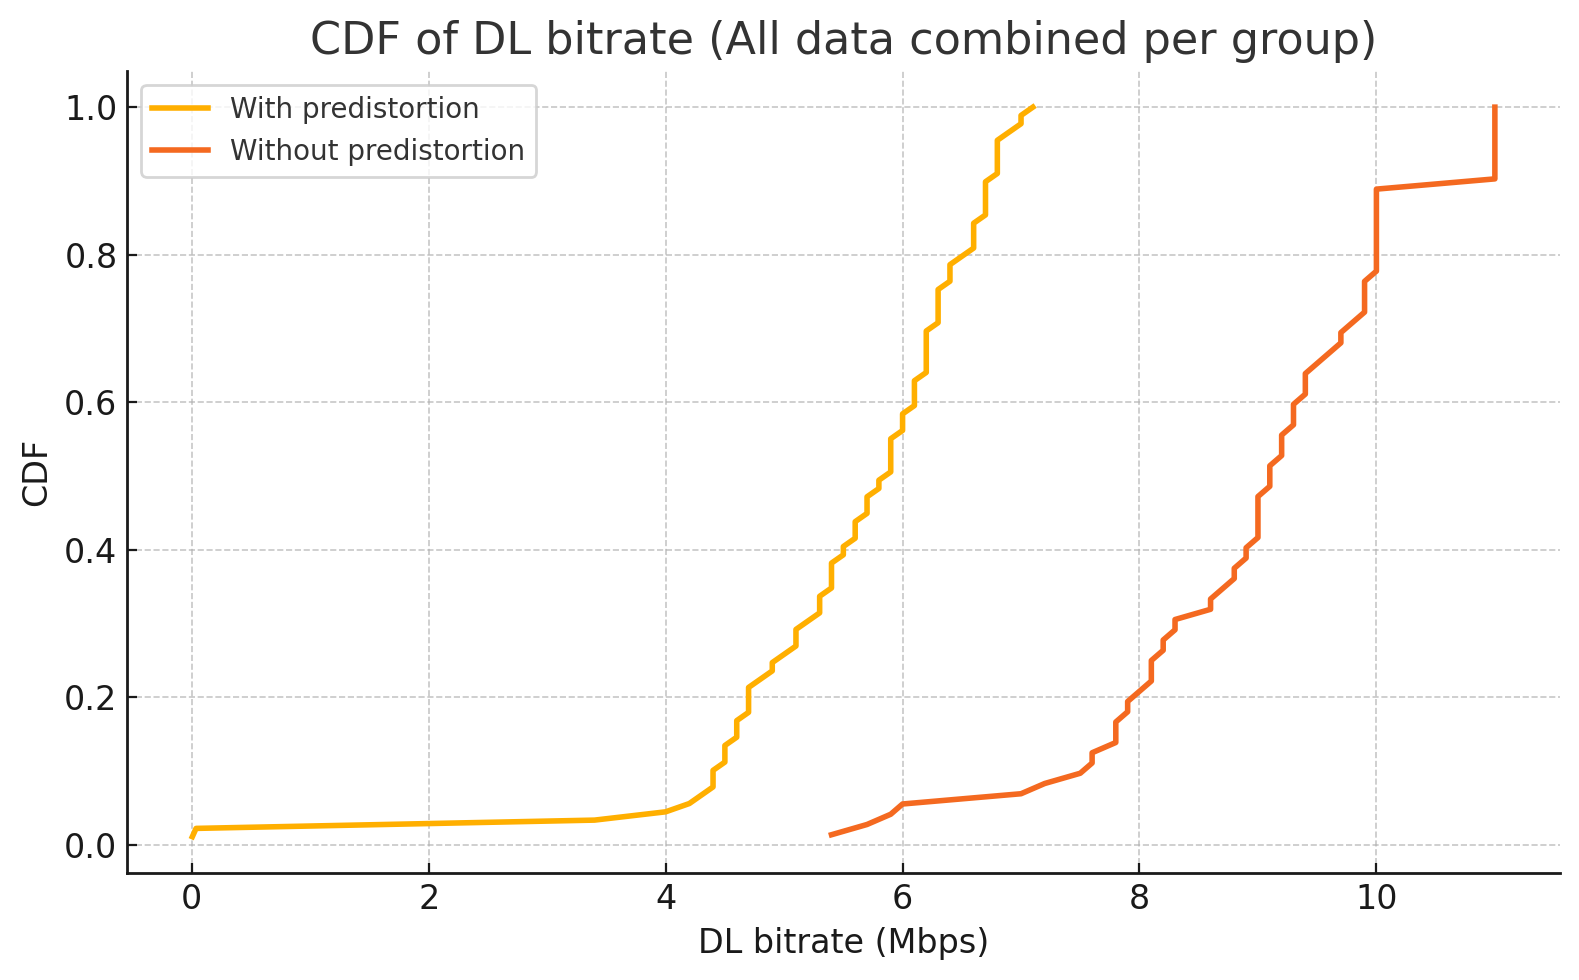 CDF of DL bitrate (All data combined per group)
With predistortion
Without predistortion
1.0
0.8
0.6
0.4
0.2
0.0
CDF
0 2 4 6 8 10
DL bitrate (Mbps)